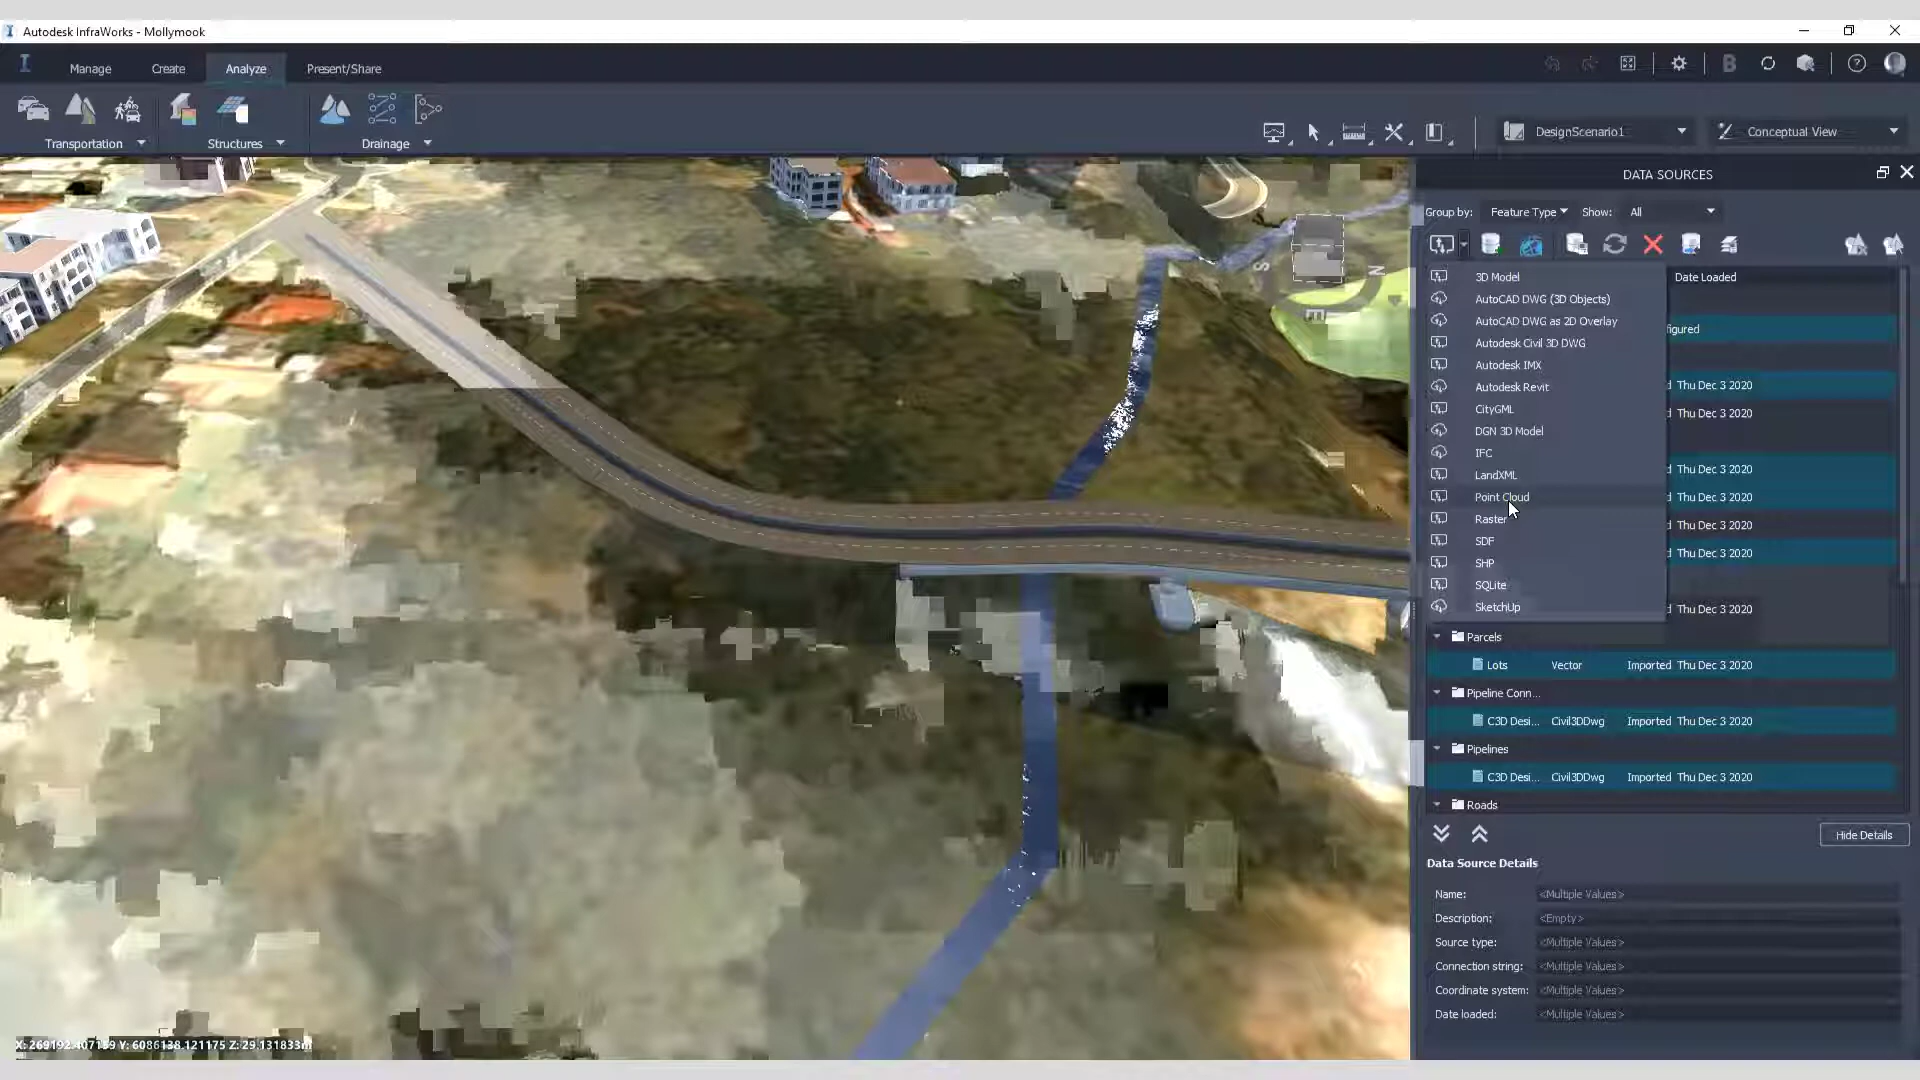 Autodesk InfraWorks - Mollymook
Manage Create Analyze Present/Share
Transportation Structures Drainage
DesignScenario1 Conceptual View
DATA SOURCES
Group by: Feature Type Show: All
3D Model
Date Loaded
AutoCAD DWG (3D Objects)
AutoCAD DWG as 2D Overlay
figured
Autodesk Civil 3D DWG
Autodesk IMX
Autodesk Revit
d Thu Dec 3 2020
CityGML
d Thu Dec 3 2020
DGN 3D Model
IFC
LandXML
d Thu Dec 3 2020
Point Cloud
d Thu Dec 3 2020
Raster
d Thu Dec 3 2020
SDF
d Thu Dec 3 2020
SHP
SQLite
SketchUp
d Thu Dec 3 2020
Parcels
Lots Vector Imported Thu Dec 3 2020
Pipeline Conn...
C3D Desi... Civil3DDwg Imported Thu Dec 3 2020
Pipelines
C3D Desi... Civil3DDwg Imported Thu Dec 3 2020
Roads
Hide Details
Data Source Details
Name: <Multiple Values>
Description: <Empty>
Source type: <Multiple Values>
Connection string: <Multiple Values>
Coordinate system: <Multiple Values>
Date loaded: <Multiple Values>
S
N
E
X: 269192.407159 Y: 6086138.121175 Z: 29.131833m